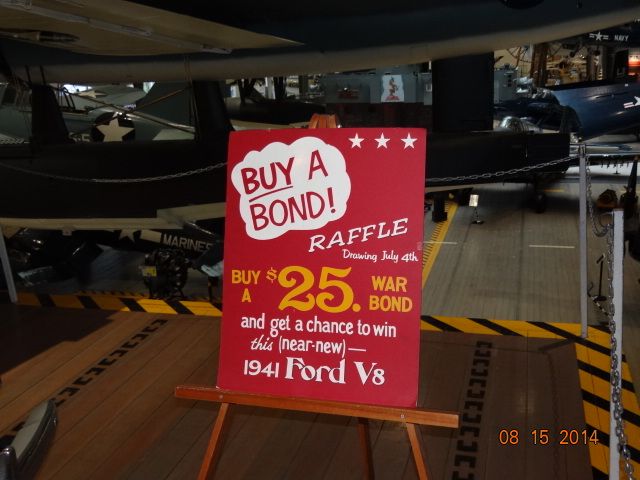 NAVY
MARINES
BUY A
BOND!
RAFFLE
Drawing July 4th
BUY A $25. WAR BOND
and get a chance to win
this (near-new)—
1941 Ford V8
08 15 2014